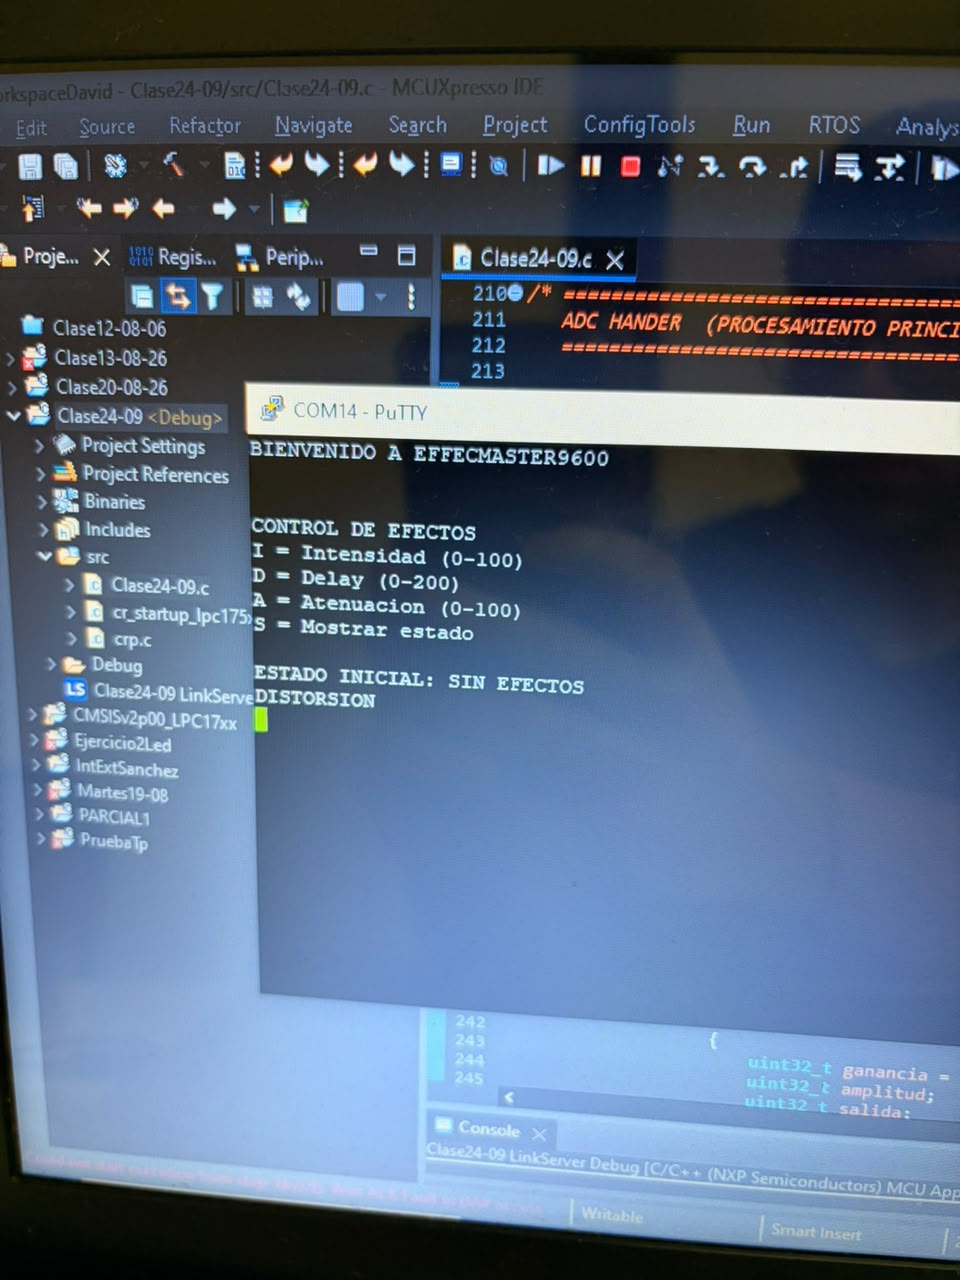 orkspaceDavid - Clase24-09/src/Clase24-09.c - MCUXpresso IDE
Edit Source Refactor Navigate Search Project ConfigTools Run RTOS Analys
Proje... Regis... Perip...
Clase24-09.c
Clase12-08-06
Clase13-08-26
Clase20-08-26
Clase24-09 <Debug>
Project Settings
Project References
Binaries
Includes
src
Clase24-09.c
cr_startup_lpc175x
crp.c
Debug
Clase24-09 LinkServe
CMSISv2p00_LPC17xx
Ejercicio2Led
IntExtSanchez
Martes19-08
PARCIAL1
PruebaTp
210 /* ==================================
211 ADC HANDER (PROCESAMIENTO PRINCI
212 ==================================
213
COM14 - PuTTY
BIENVENIDO A EFFECMASTER9600
CONTROL DE EFECTOS
I = Intensidad (0-100)
D = Delay (0-200)
A = Atenuacion (0-100)
S = Mostrar estado
ESTADO INICIAL: SIN EFECTOS
DISTORSION
242
243 {
244 uint32_t ganancia =
245 uint32_t amplitud;
uint32_t salida:
Console
Clase24-09 LinkServer Debug [C/C++ (NXP Semiconductors) MCU App
Writable
Smart Insert